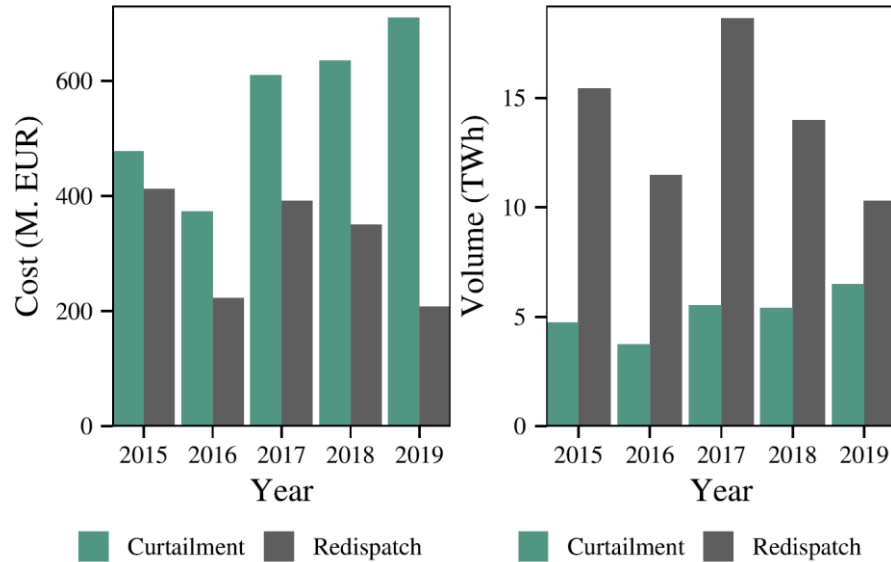 Cost (M. EUR)
600
400
200
0
2015 2016 2017 2018 2019
Year
Curtailment Redispatch
Volume (TWh)
15
10
5
0
2015 2016 2017 2018 2019
Year
Curtailment Redispatch